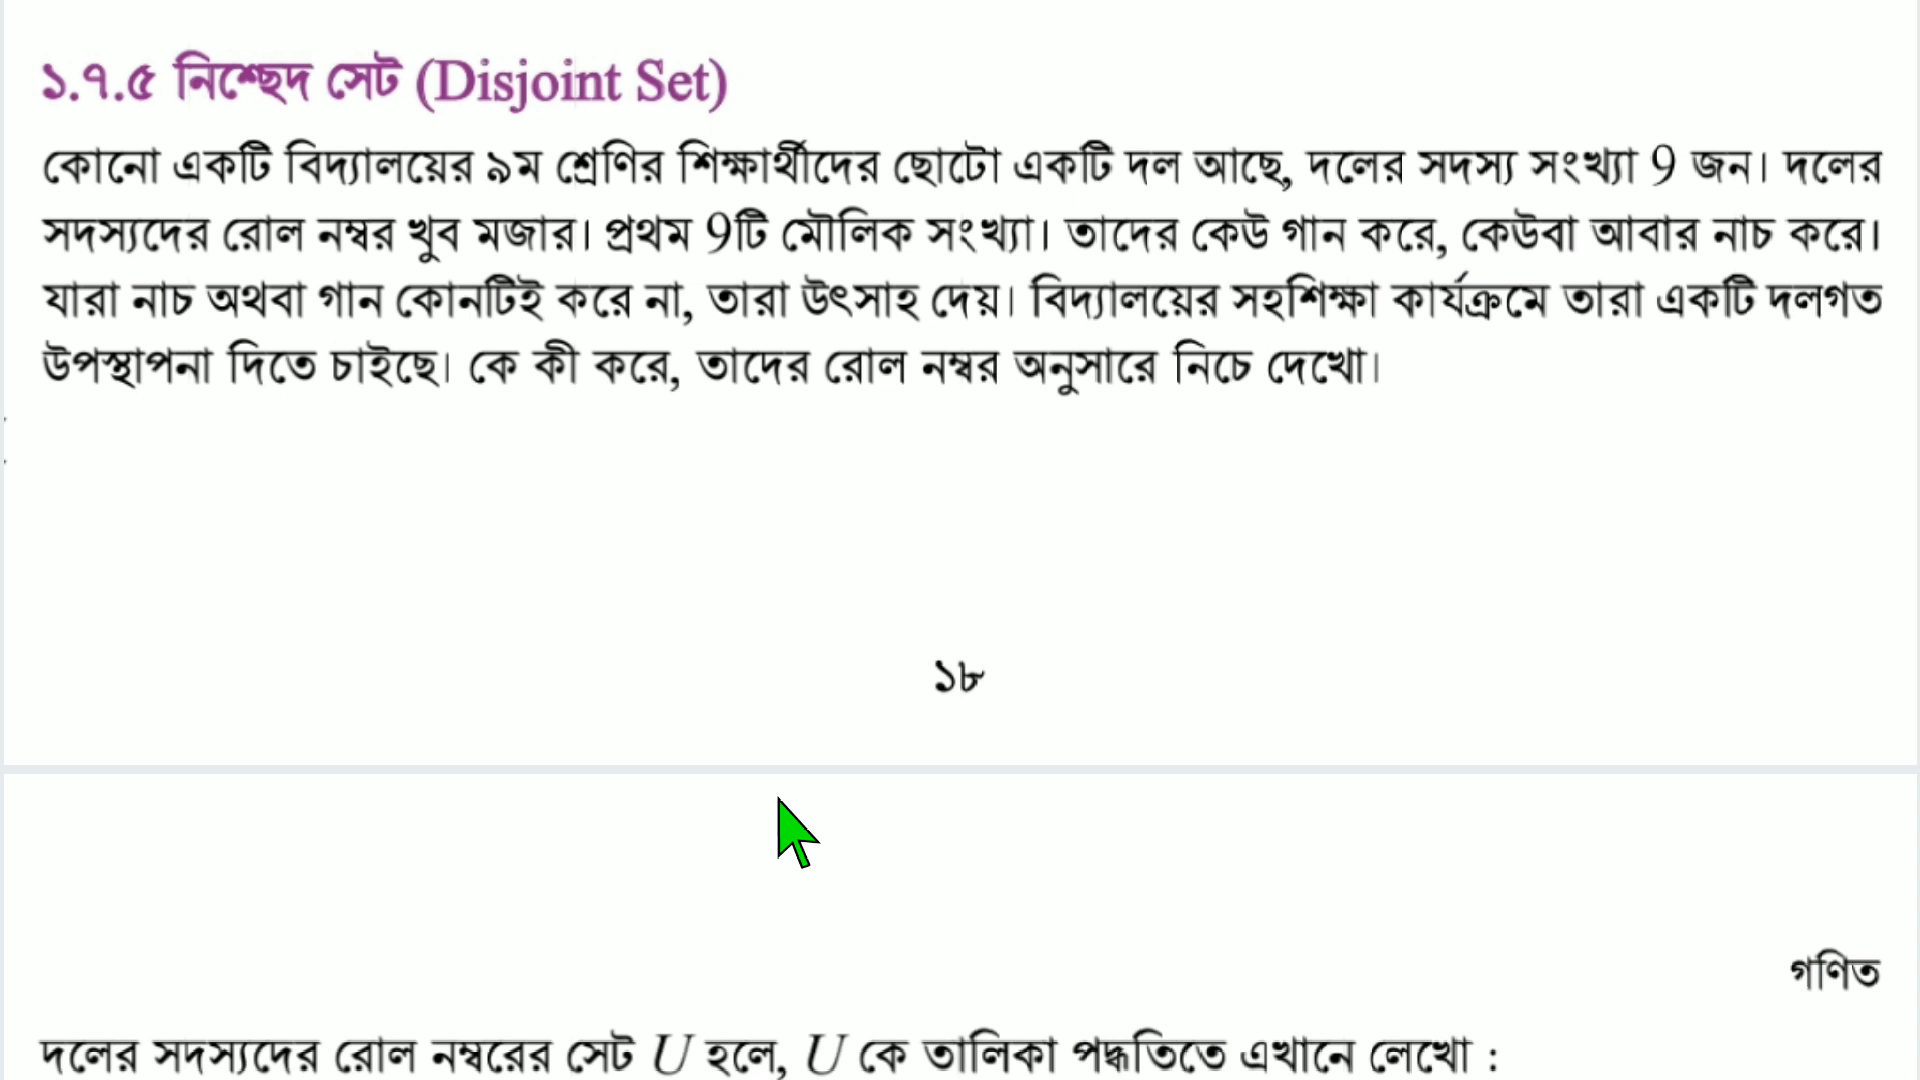 ১.৭.৫ নিশ্ছেদ সেট (Disjoint Set)
কোনো একটি বিদ্যালয়ের ৯ম শ্রেণির শিক্ষার্থীদের ছোটো একটি দল আছে, দলের সদস্য সংখ্যা 9 জন। দলের
সদস্যদের রোল নম্বর খুব মজার। প্রথম 9টি মৌলিক সংখ্যা। তাদের কেউ গান করে, কেউবা আবার নাচ করে।
যারা নাচ অথবা গান কোনটিই করে না, তারা উৎসাহ দেয়। বিদ্যালয়ের সহশিক্ষা কার্যক্রমে তারা একটি দলগত
উপস্থাপনা দিতে চাইছে। কে কী করে, তাদের রোল নম্বর অনুসারে নিচে দেখো।
১৮
গণিত
দলের সদস্যদের রোল নম্বরের সেট U হলে, U কে তালিকা পদ্ধতিতে এখানে লেখো :